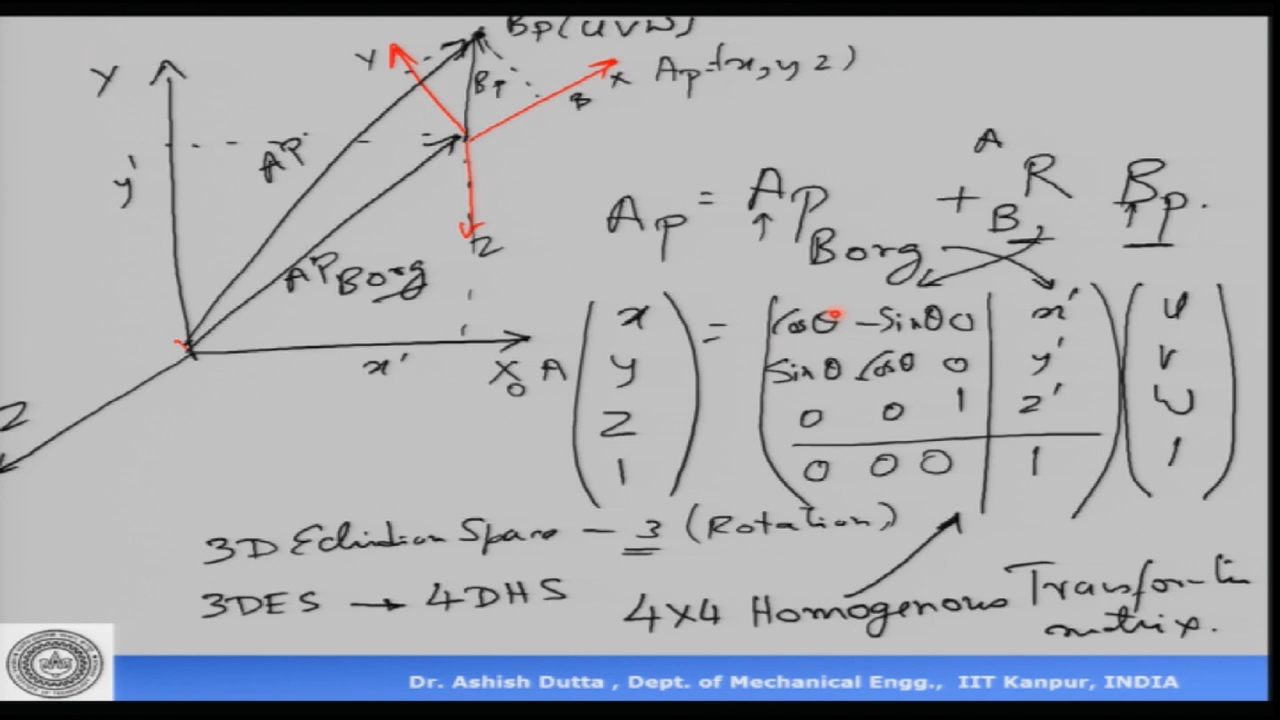 Bp(UVW)
Y
Y
Bp
B
X
Ap=(x,y z)
y'
AP
Z
APBorg
x'
X
0
A
Z
Ap = Ap Borg + A B R Bp.
x = Cosθ -Sinθ 0 x' u
y Sinθ Cosθ 0 y' v
z 0 0 1 z' w
1 0 0 0 1 1
3D Space - 3 (Rotation)
3DES → 4DHS
4X4 Homogenous
matrix.
Dr. Ashish Dutta , Dept. of Mechanical Engg., IIT Kanpur, INDIA